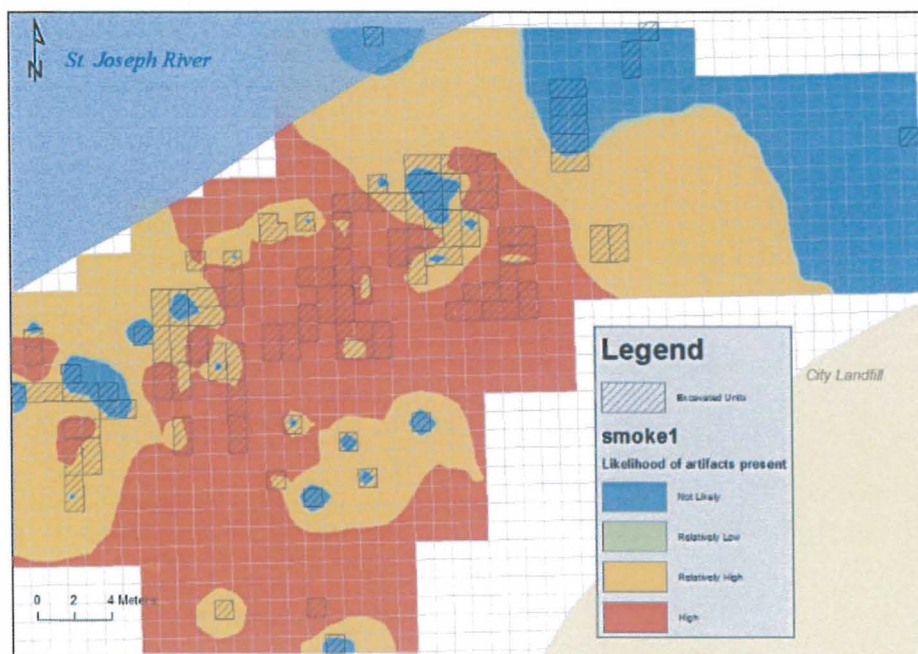 N
St. Joseph River
Legend
Excavated Units
smoke1
Likelihood of artifacts present
Not Likely
Relatively Low
Relatively High
High
City Landfill
0 2 4 Meters